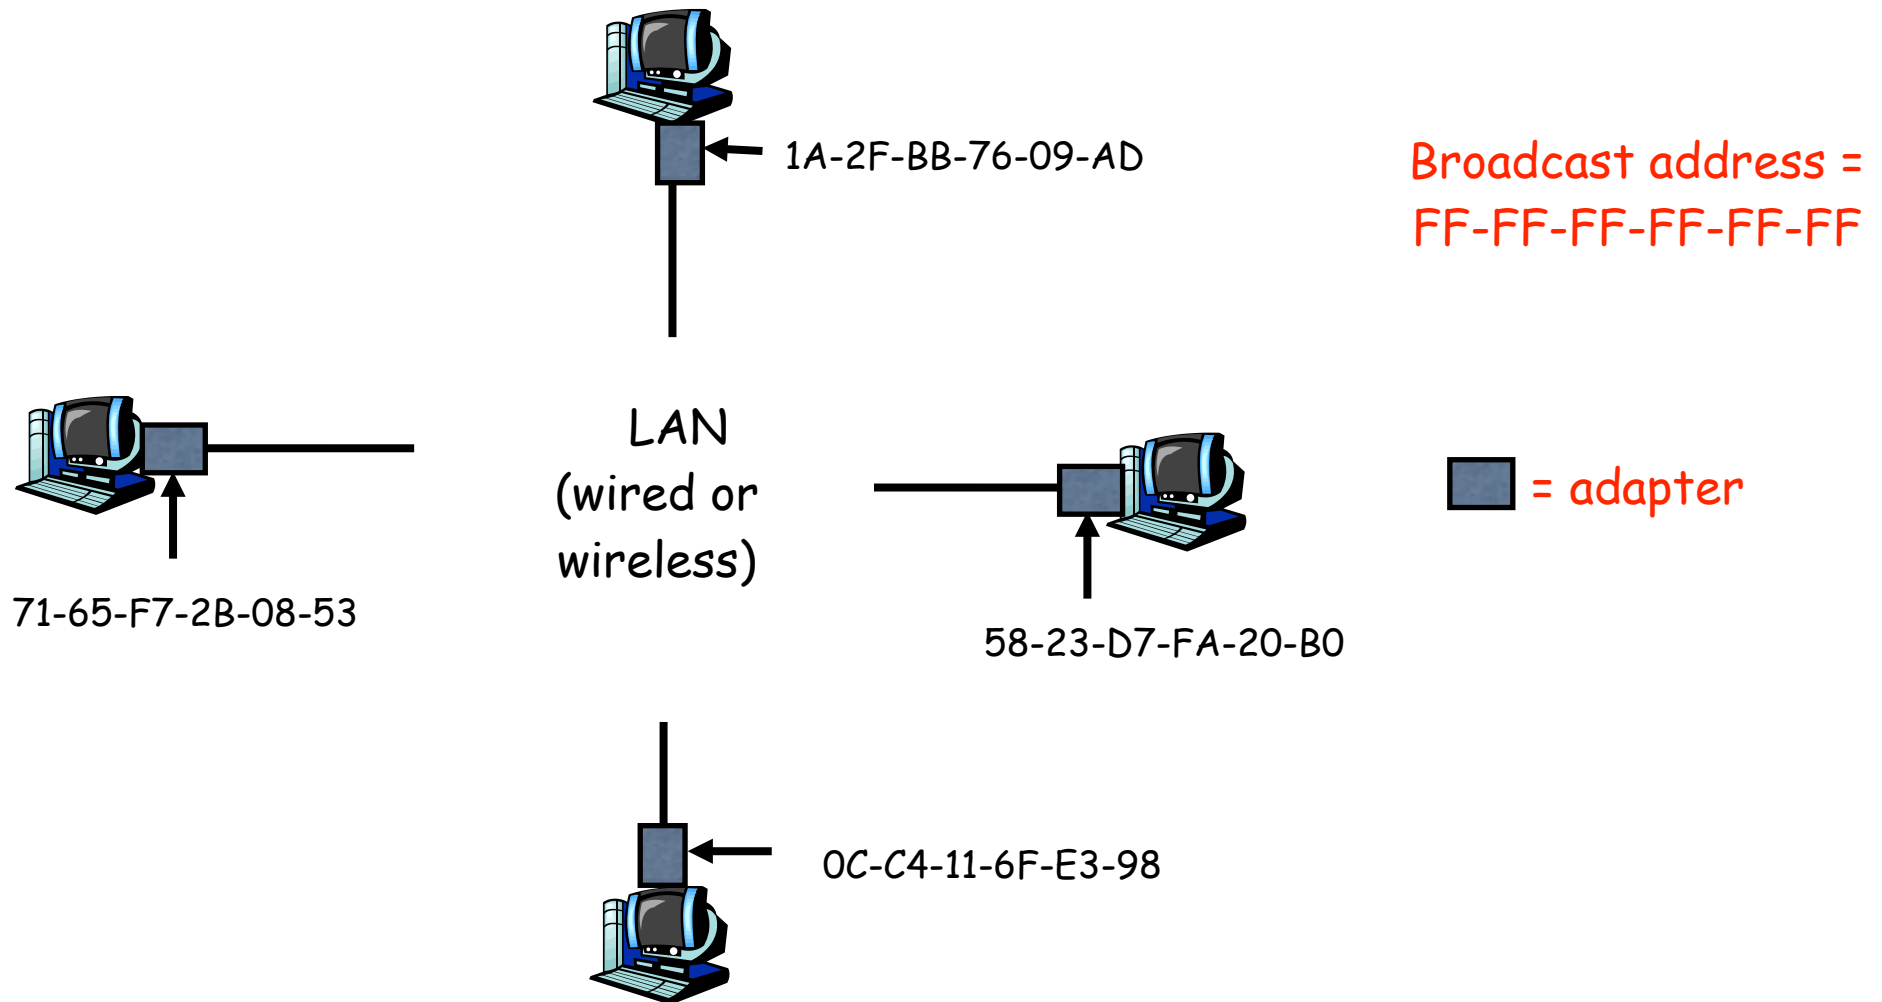 1A-2F-BB-76-09-AD
Broadcast address =
FF-FF-FF-FF-FF-FF
LAN
(wired or
wireless)
= adapter
71-65-F7-2B-08-53
58-23-D7-FA-20-B0
0C-C4-11-6F-E3-98